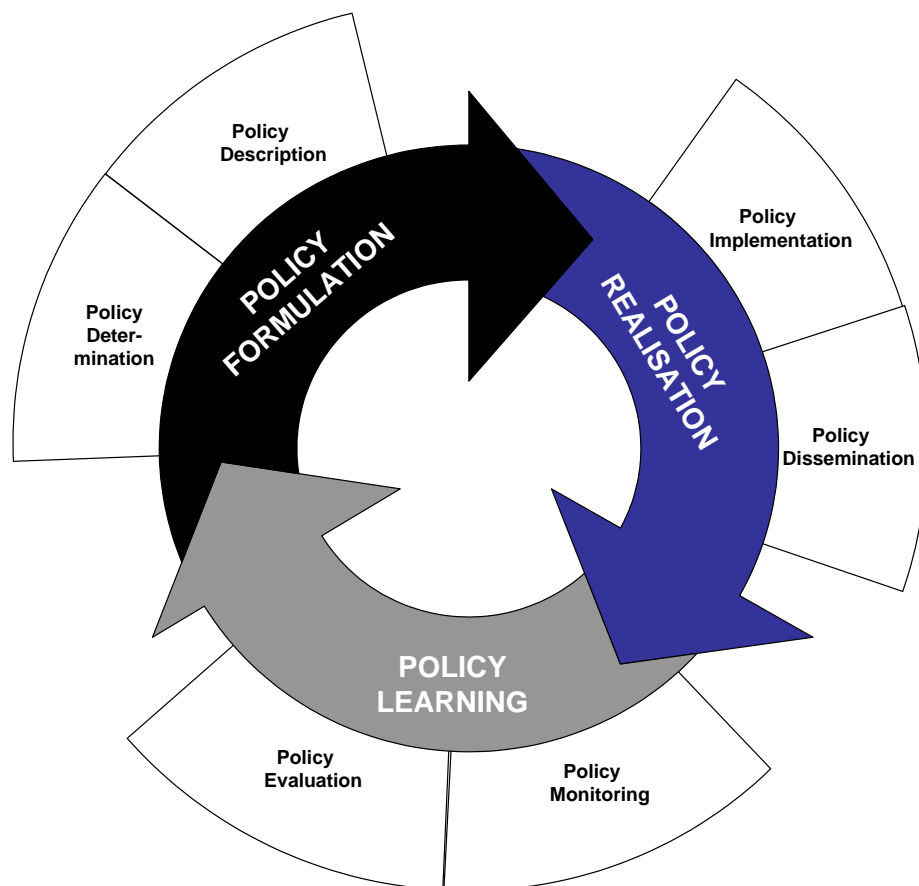 Policy
Description
POLICY
FORMULATION
Policy
Deter-
mination
Policy
Implementation
POLICY
REALISATION
Policy
Dissemination
POLICY
LEARNING
Policy
Evaluation
Policy
Monitoring